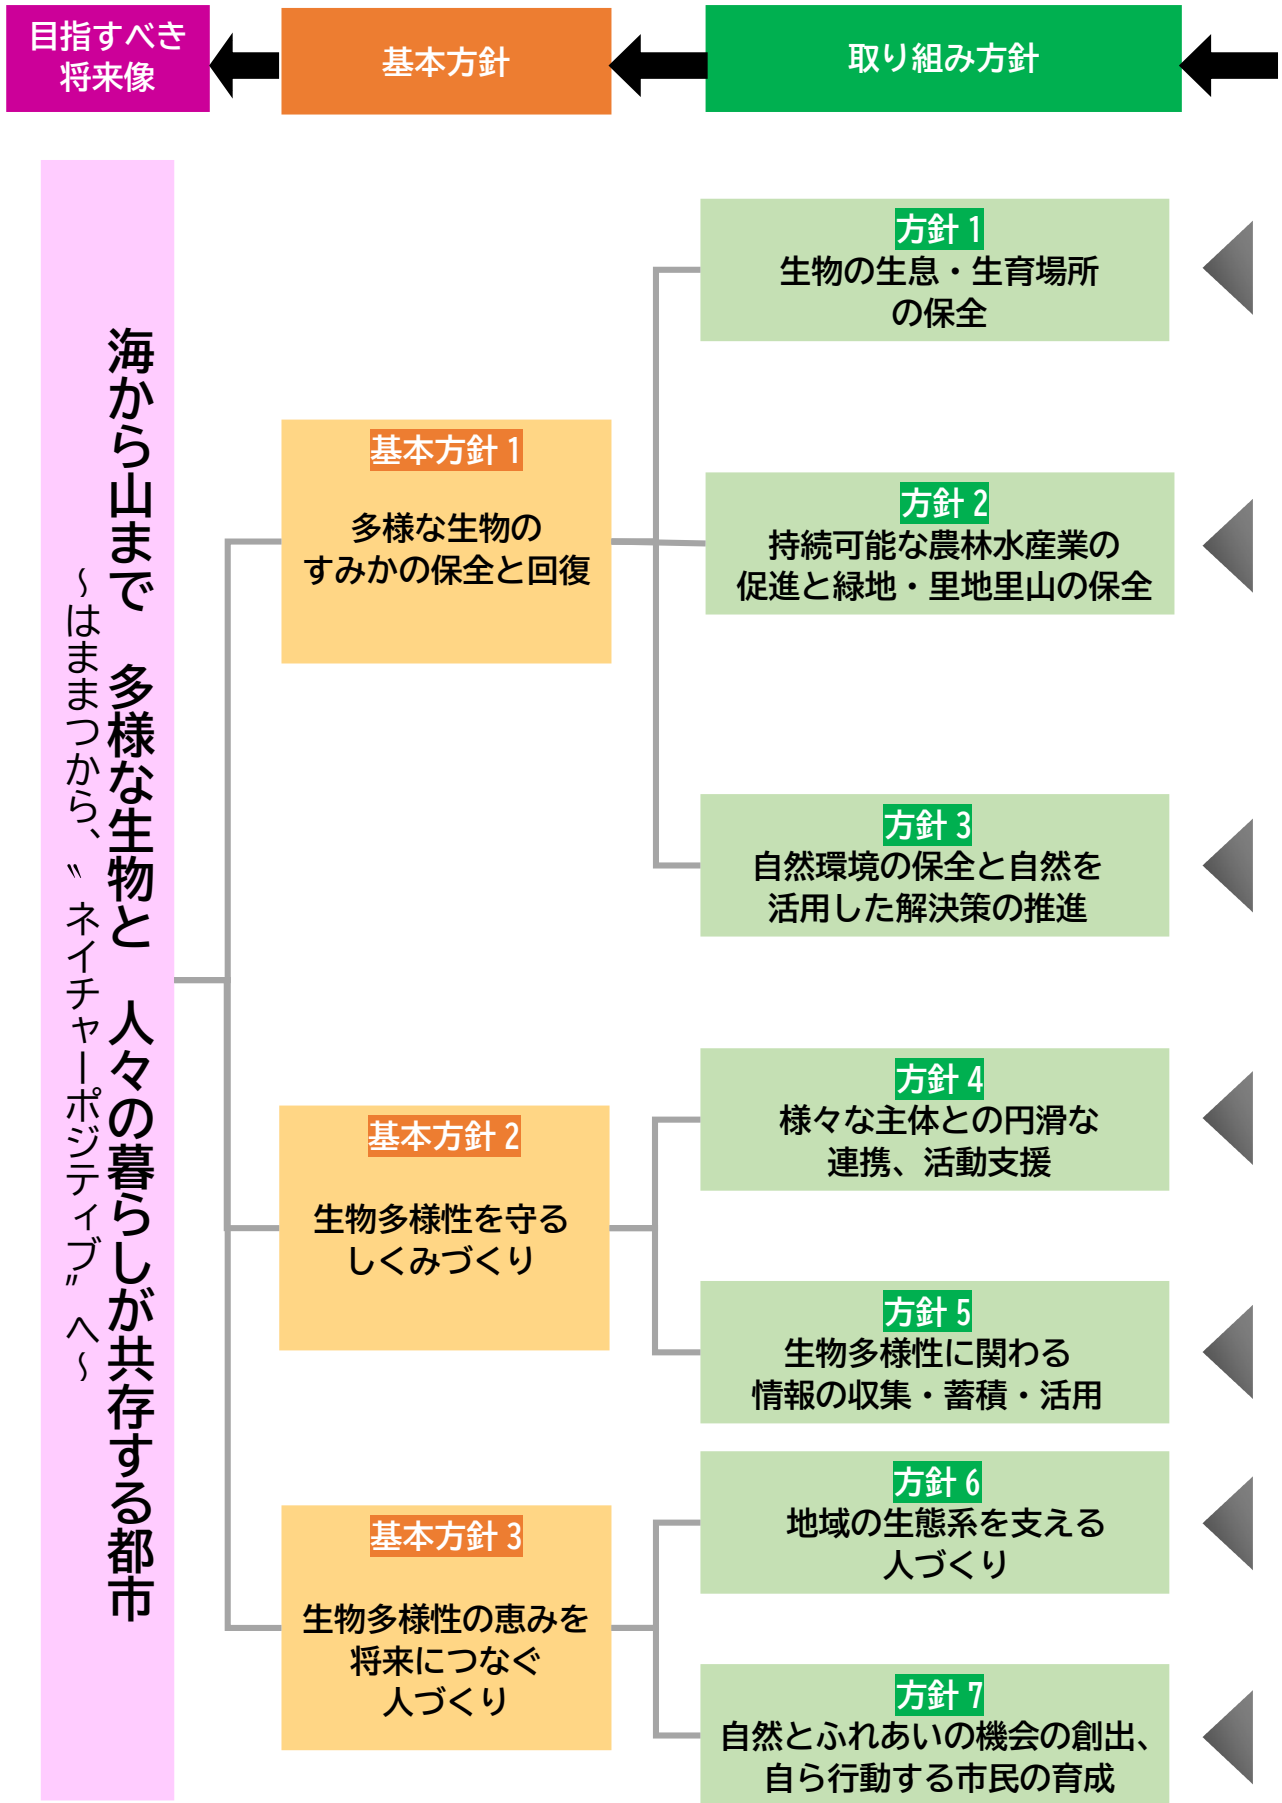 目指すべき
将来像
基本方針
取り組み方針
海から山まで　多様な生物と　人々の暮らしが共存する都市
～はままつから、〝ネイチャーポジティブ〟へ～
基本方針 1
多様な生物の
すみかの保全と回復
方針 1
生物の生息・生育場所
の保全
方針 2
持続可能な農林水産業の
促進と緑地・里地里山の保全
方針 3
自然環境の保全と自然を
活用した解決策の推進
基本方針 2
生物多様性を守る
しくみづくり
方針 4
様々な主体との円滑な
連携、活動支援
方針 5
生物多様性に関わる
情報の収集・蓄積・活用
基本方針 3
生物多様性の恵みを
将来につなぐ
人づくり
方針 6
地域の生態系を支える
人づくり
方針 7
自然とふれあいの機会の創出、
自ら行動する市民の育成